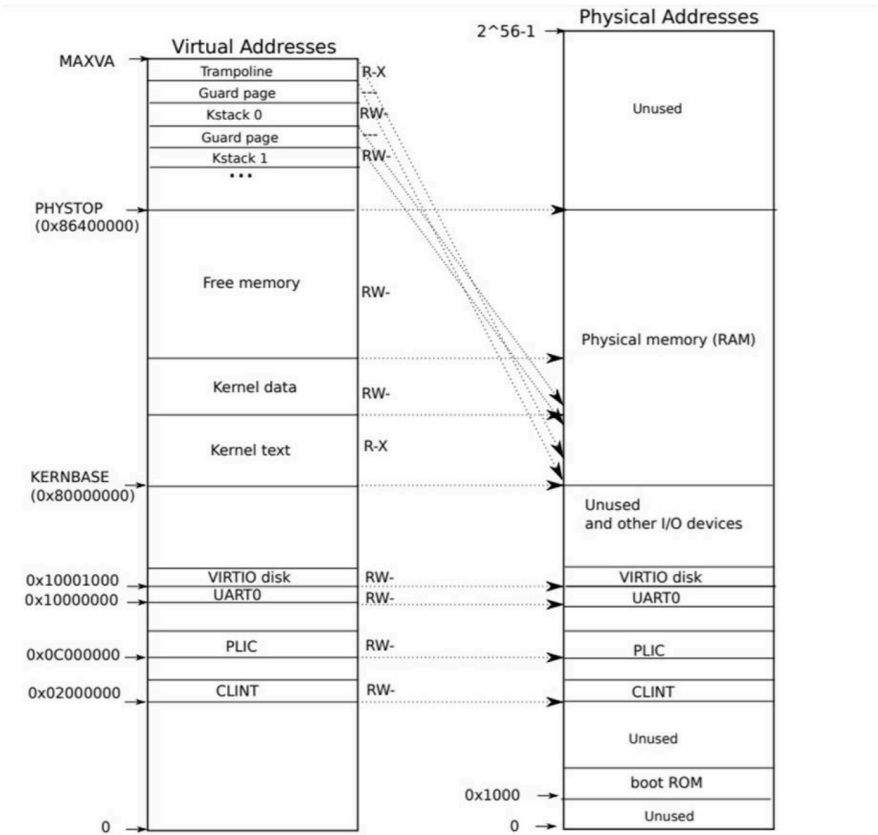 Virtual Addresses
MAXVA
Trampoline
R-X
Guard page
---
Kstack 0
RW-
Guard page
---
Kstack 1
RW-
...
PHYSTOP
(0x86400000)
Free memory
RW-
Kernel data
RW-
Kernel text
R-X
KERNBASE
(0x80000000)
0x10001000
VIRTIO disk
RW-
0x10000000
UART0
RW-
0x0C000000
PLIC
RW-
0x02000000
CLINT
RW-
0
Physical Addresses
2^56-1
Unused
Physical memory (RAM)
Unused
and other I/O devices
VIRTIO disk
UART0
PLIC
CLINT
Unused
boot ROM
0x1000
Unused
0